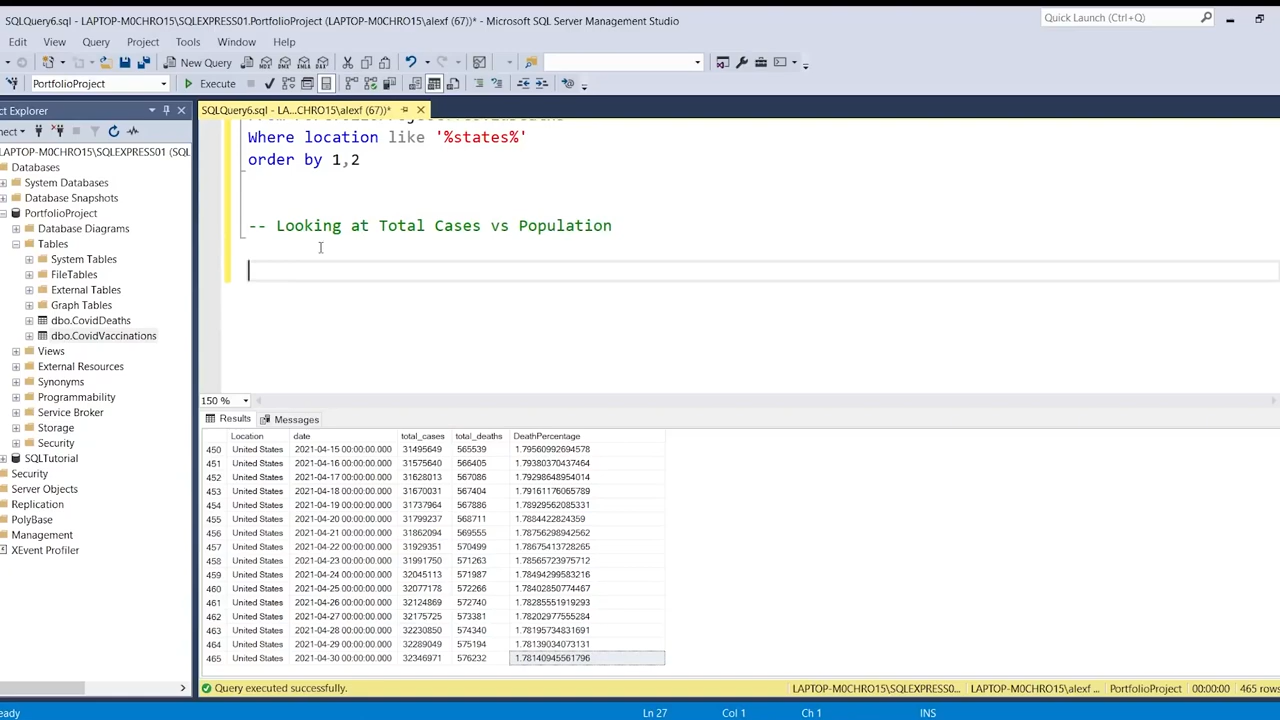 SQLQuery6.sql - LAPTOP-M0CHRO15\SQLEXPRESS01.PortfolioProject (LAPTOP-M0CHRO15\alexf (67))* - Microsoft SQL Server Management Studio
Quick Launch (Ctrl+Q)
Edit View Query Project Tools Window Help
New Query
PortfolioProject
Execute
ct Explorer
SQLQuery6.sql - LA...CHRO15\alexf (67))*
nect
LAPTOP-M0CHRO15\SQLEXPRESS01 (SQL
Databases
System Databases
Database Snapshots
PortfolioProject
Database Diagrams
Tables
System Tables
FileTables
External Tables
Graph Tables
dbo.CovidDeaths
dbo.CovidVaccinations
Views
External Resources
Synonyms
Programmability
Service Broker
Storage
Security
SQLTutorial
Security
Server Objects
Replication
PolyBase
Management
XEvent Profiler
Where location like '%states%'
order by 1,2
-- Looking at Total Cases vs Population
150 %
Results Messages
Location date total_cases total_deaths DeathPercentage
450 United States 2021-04-15 00:00:00.000 31495649 565539 1.79560992694578
451 United States 2021-04-16 00:00:00.000 31575640 566405 1.79380370437464
452 United States 2021-04-17 00:00:00.000 31628013 567086 1.79298648954014
453 United States 2021-04-18 00:00:00.000 31670031 567404 1.79161176065789
454 United States 2021-04-19 00:00:00.000 31737964 567886 1.78929562085331
455 United States 2021-04-20 00:00:00.000 31799237 568711 1.7884422824359
456 United States 2021-04-21 00:00:00.000 31862094 569555 1.78756298942562
457 United States 2021-04-22 00:00:00.000 31929351 570499 1.78675413728265
458 United States 2021-04-23 00:00:00.000 31991750 571263 1.78565723975712
459 United States 2021-04-24 00:00:00.000 32045113 571987 1.78494299583216
460 United States 2021-04-25 00:00:00.000 32077178 572266 1.78402850774467
461 United States 2021-04-26 00:00:00.000 32124869 572740 1.78285551919293
462 United States 2021-04-27 00:00:00.000 32175725 573381 1.78202977555284
463 United States 2021-04-28 00:00:00.000 32230850 574340 1.78195734831691
464 United States 2021-04-29 00:00:00.000 32289049 575194 1.78139034073131
465 United States 2021-04-30 00:00:00.000 32346971 576232 1.78140945561796
Query executed successfully.
LAPTOP-M0CHRO15\SQLEXPRESS0... LAPTOP-M0CHRO15\alexf ... PortfolioProject 00:00:00 465 rows
eady Ln 27 Col 1 Ch 1 INS